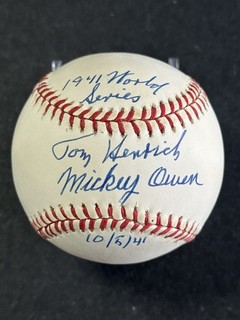 1941 World
Series
Tom Henrich
Mickey Owen
10/5/41